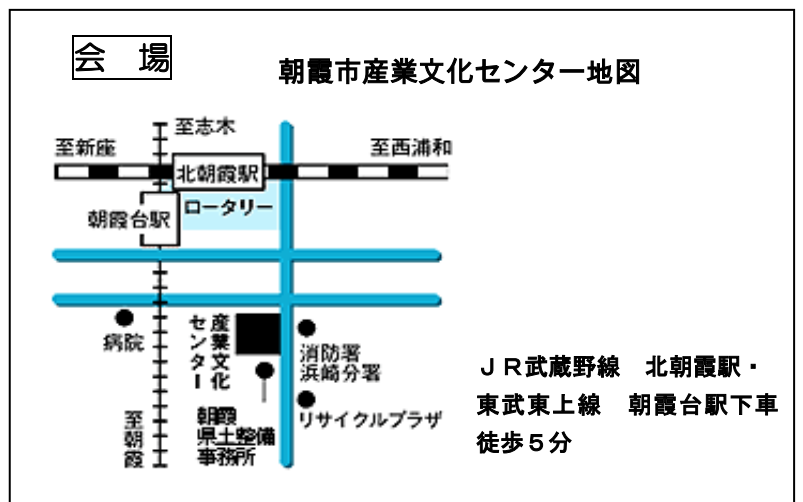 会　場
朝霞市産業文化センター地図
至志木
至新座
至西浦和
北朝霞駅
ロータリー
朝霞台駅
病院
産業文化
センター
消防署
浜崎分署
リサイクルプラザ
朝霞
県土整備
事務所
至朝霞
ＪＲ武蔵野線　北朝霞駅・
東武東上線　朝霞台駅下車
徒歩５分